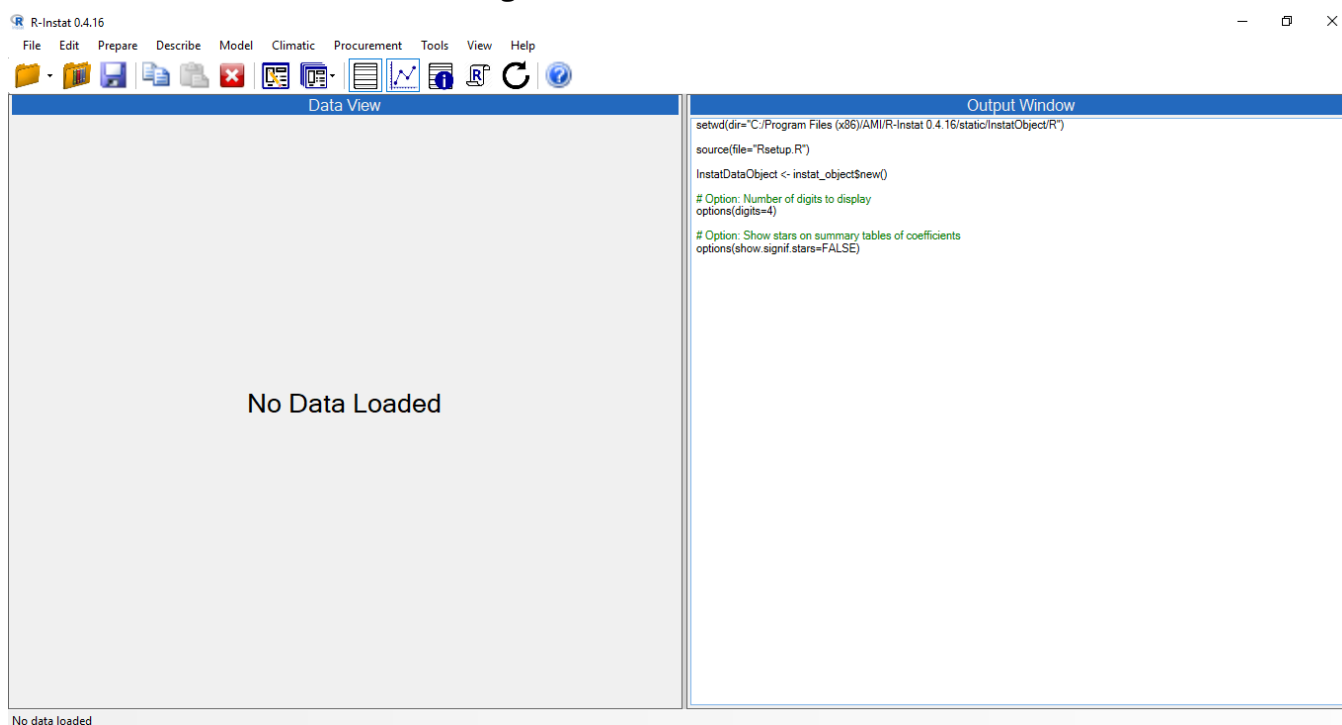 R-Instat 0.4.16
File Edit Prepare Describe Model Climatic Procurement Tools View Help
Data View
Output Window
setwd(dir="C:/Program Files (x86)/AMI/R-Instat 0.4.16/static/InstatObject/R")
source(file="Rsetup.R")
InstatDataObject <- instat_object$new()
# Option: Number of digits to display
options(digits=4)
# Option: Show stars on summary tables of coefficients
options(show.signif.stars=FALSE)
No Data Loaded
No data loaded